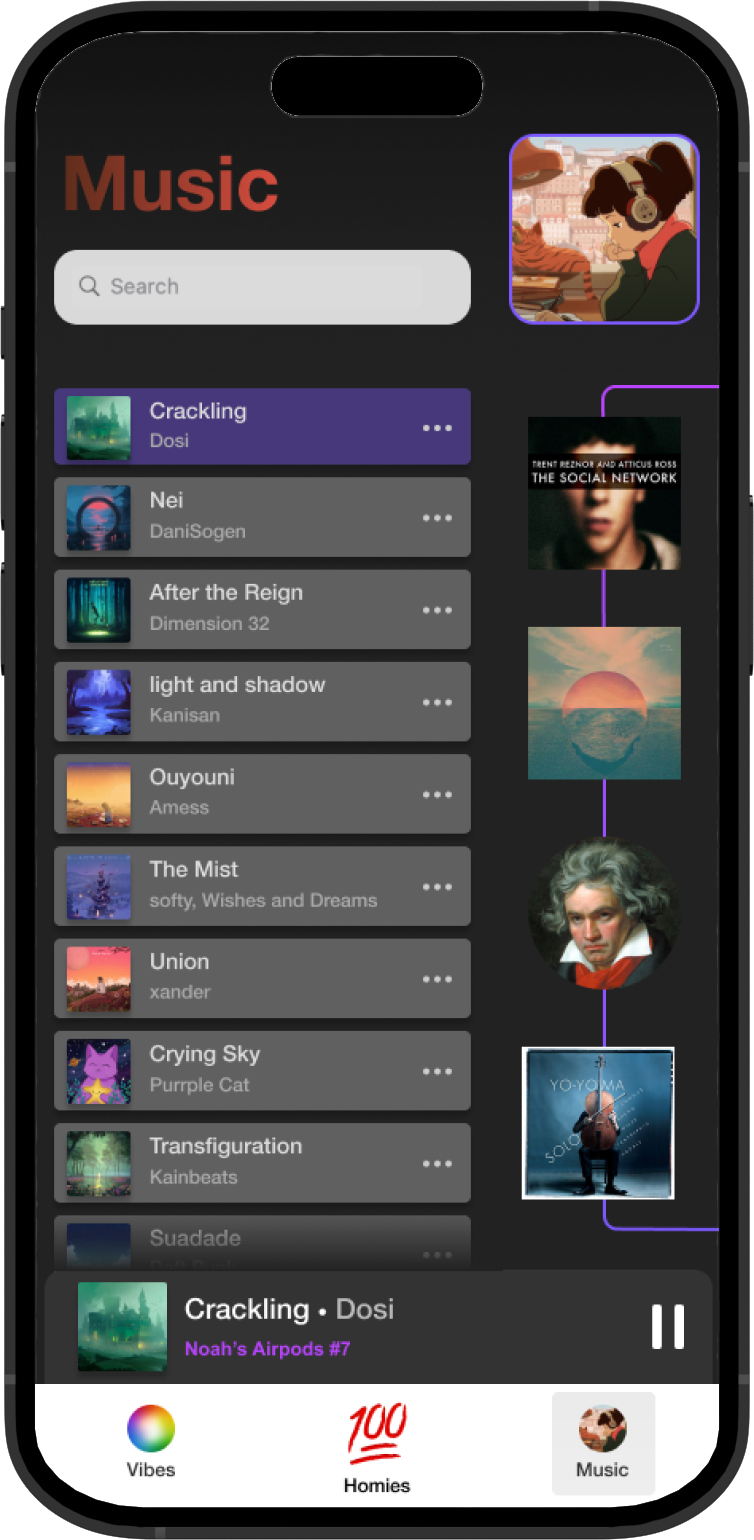 Music
Search
Crackling
Dosi
Nei
DaniSogen
After the Reign
Dimension 32
light and shadow
Kanisan
Ouyouni
Amess
The Mist
softy, Wishes and Dreams
Union
xander
Crying Sky
Purrple Cat
Transfiguration
Kainbeats
Suadade
TRENT REZNOR AND ATTICUS ROSS
THE SOCIAL NETWORK
YO-YO MA
SOLO
Crackling • Dosi
Noah's Airpods #7
Vibes
100
Homies
Music